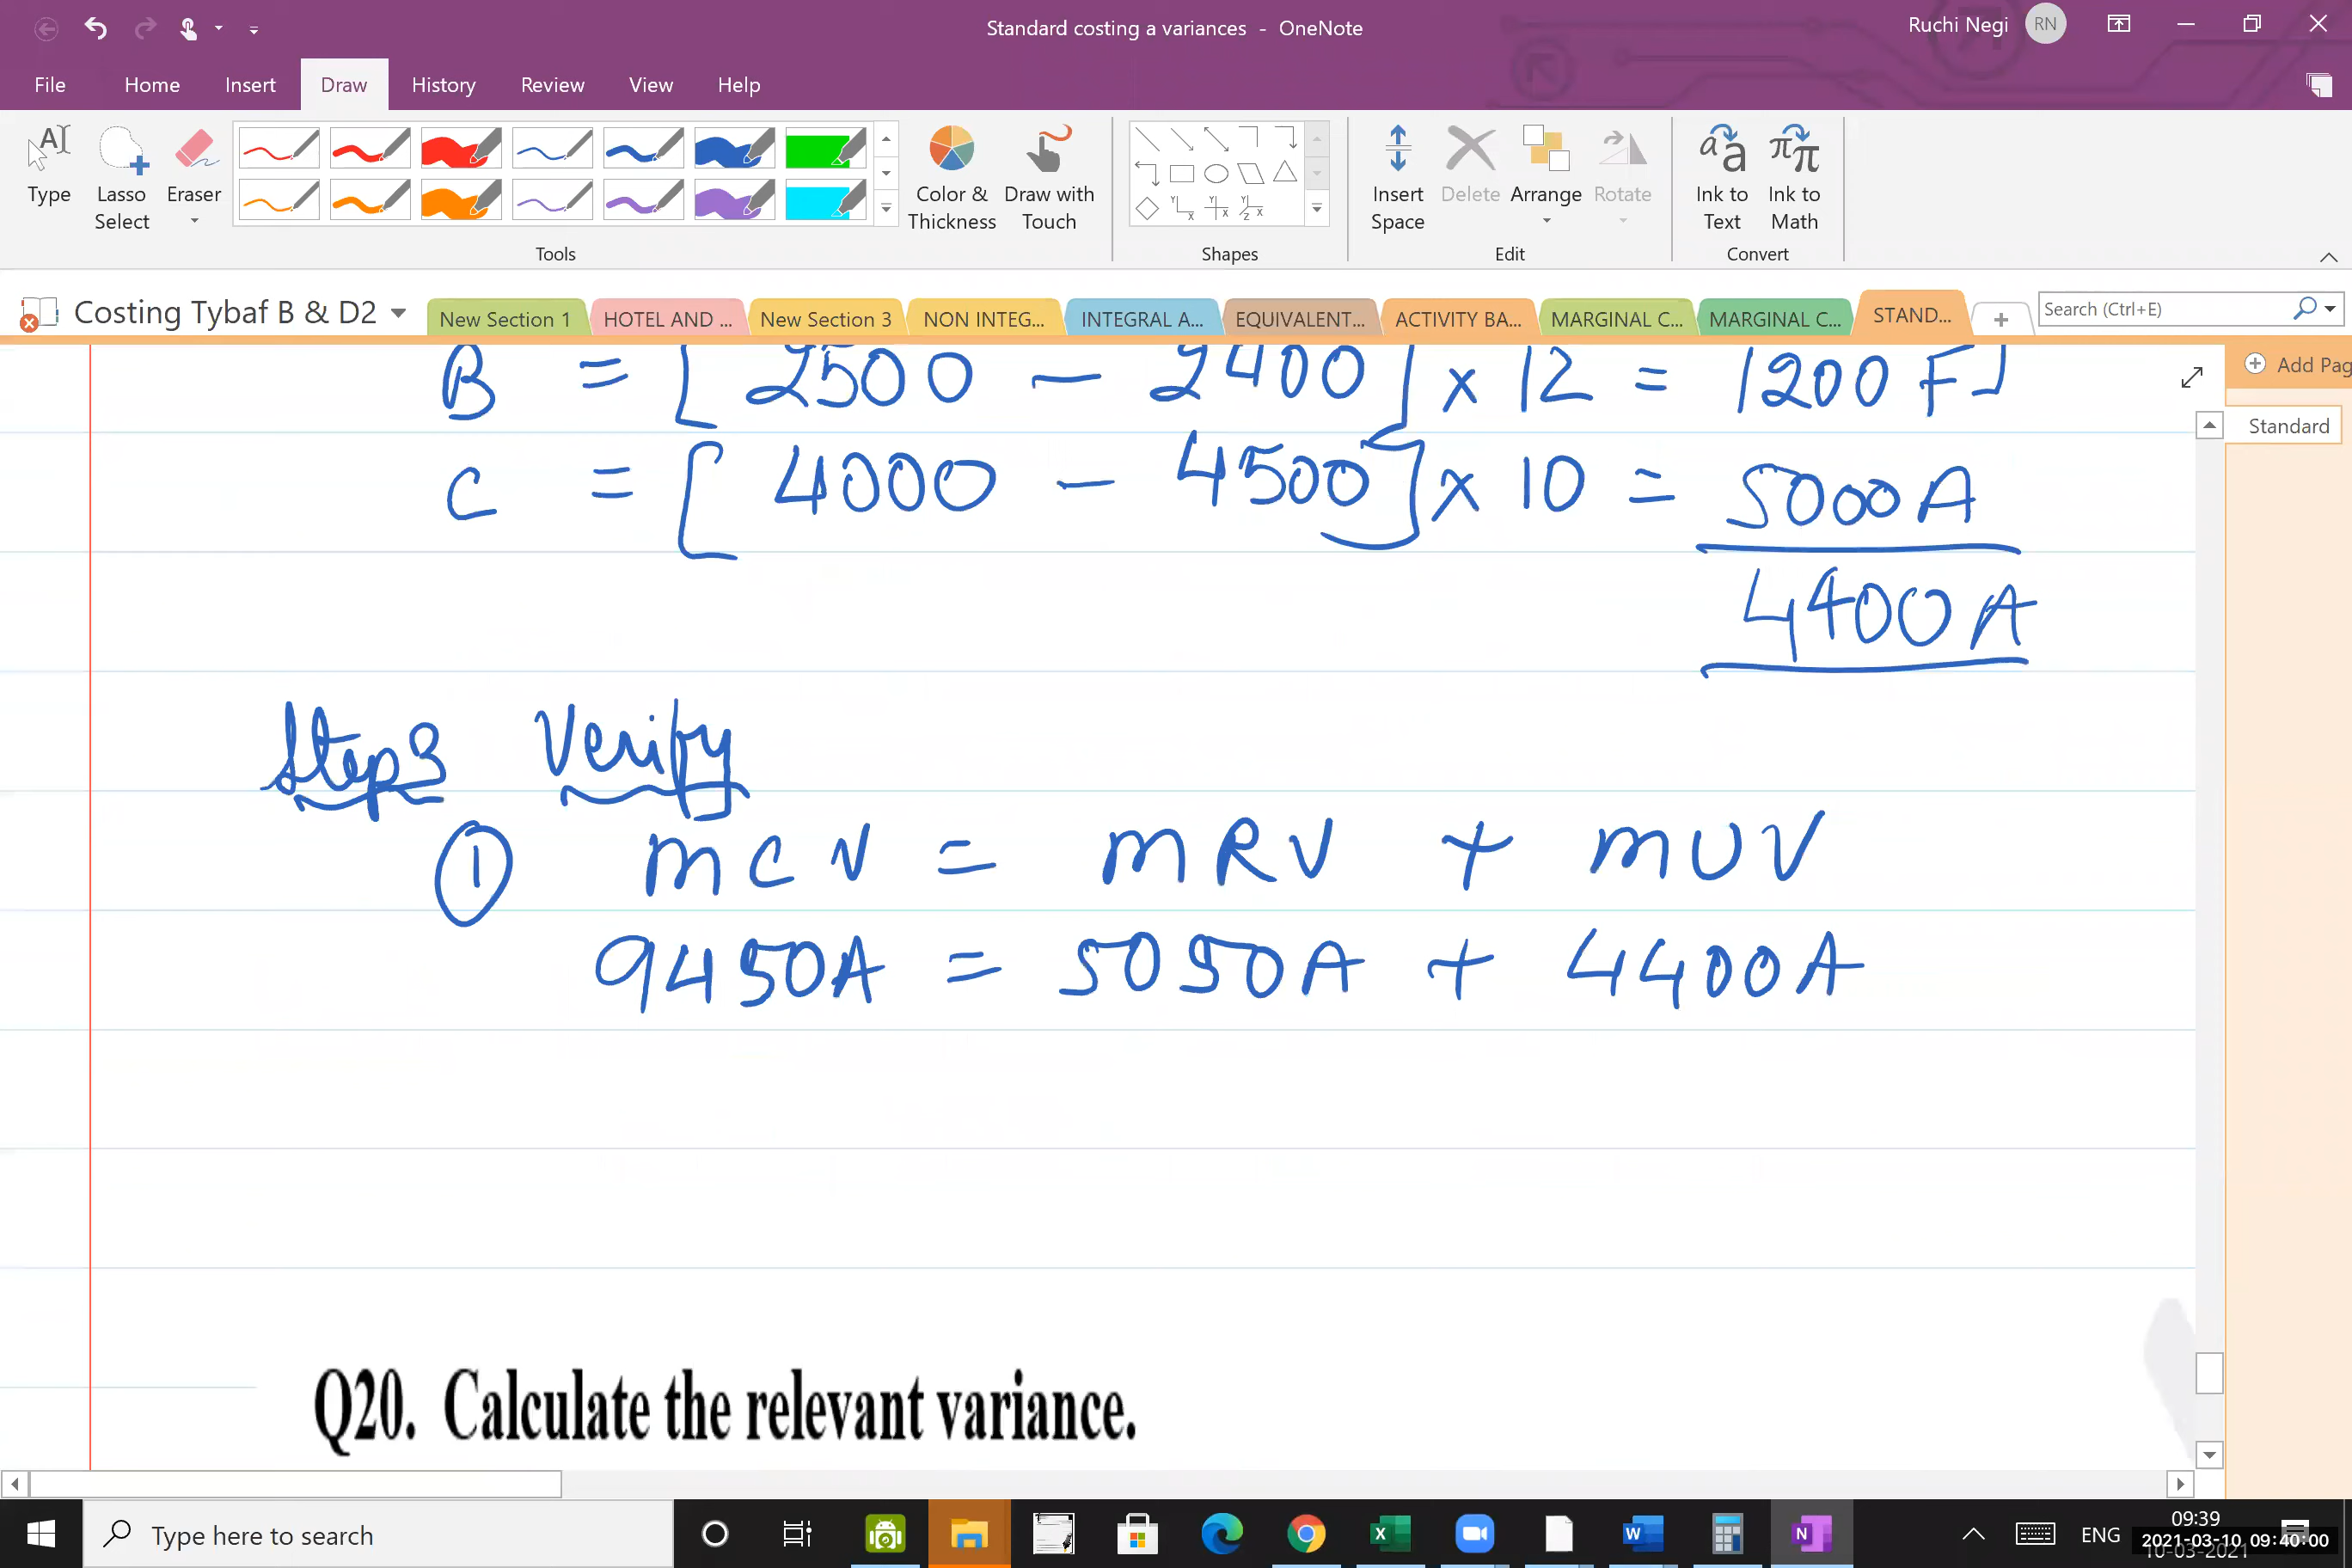 Standard costing a variances - OneNote
Ruchi Negi RN
File Home Insert Draw History Review View Help
Type
Lasso Select
Eraser
Color & Thickness
Draw with Touch
Insert Space
Delete
Arrange
Rotate
Ink to Text
Ink to Math
Tools Shapes Edit Convert
Costing Tybaf B & D2
New Section 1 HOTEL AND ... New Section 3 NON INTEG... INTEGRAL A... EQUIVALENT... ACTIVITY BA... MARGINAL C... MARGINAL C... STAND... +
Search (Ctrl+E)
Add Pag
Standard
B = [2500 - 2400] x 12 = 1200 F
C = [4000 - 4500] x 10 = 5000 A
4400 A
Step 3 Verify
① MCV = MRV + MUV
9450A = 5050A + 4400A
Q20. Calculate the relevant variance.
Type here to search
ENG
09:39
2021-03-10 09:40:00
10-03-2021